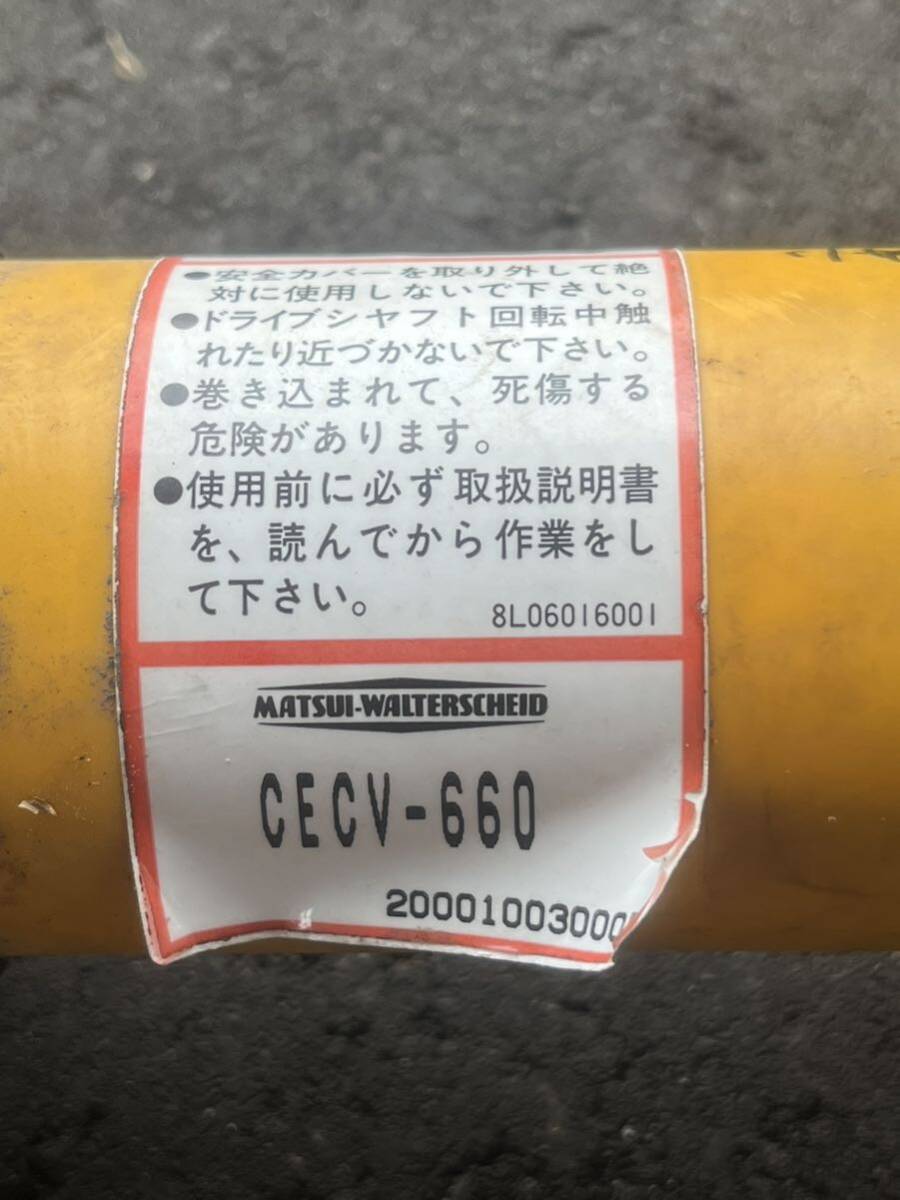 ●安全カバーを取り外して絶
対に使用しないで下さい。
●ドライブシャフト回転中触
れたり近づかないで下さい。
●巻き込まれて、死傷する
危険があります。
●使用前に必ず取扱説明書
を、読んでから作業をし
て下さい。
8L06016001
MATSUI-WALTERSCHEID
CECV-660
20001003000